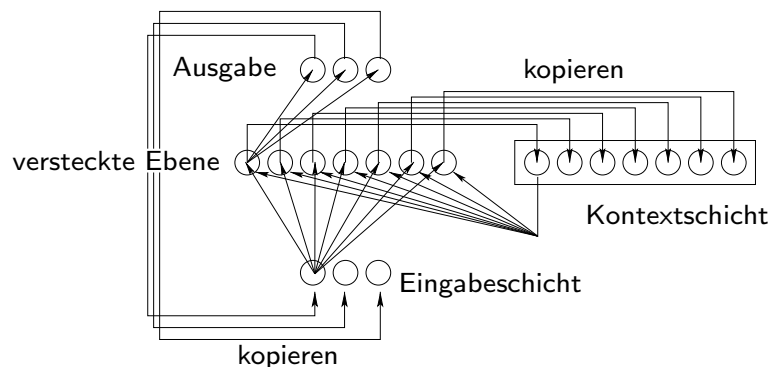 Ausgabe
kopieren
versteckte Ebene
Kontextschicht
Eingabeschicht
kopieren